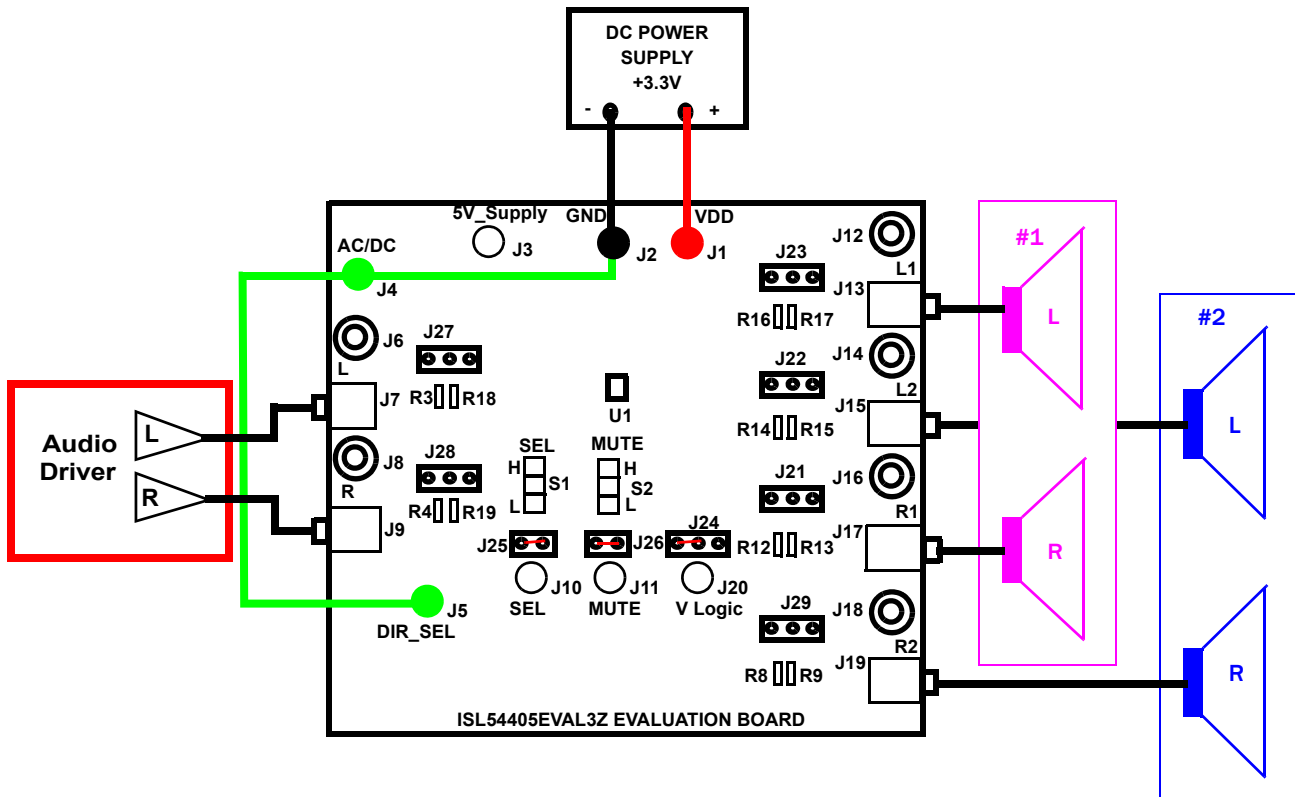 DC POWER
SUPPLY
+3.3V
- +
5V_Supply
GND
VDD
J3
J2
J1
AC/DC
J4
J12
L1
J23
J13
R16 R17
#1
L
#2
J6
L
J27
J7
R3 R18
J14
L2
J22
J15
R14 R15
L
U1
Audio
Driver
L
R
J8
R
J28
J9
R4 R19
SEL
H
S1
L
MUTE
H
S2
L
J16
R1
J21
J17
R12 R13
R
J25
J26
J24
J10
SEL
J11
MUTE
J20
V Logic
J5
DIR_SEL
J18
R2
J29
J19
R8 R9
R
ISL54405EVAL3Z EVALUATION BOARD